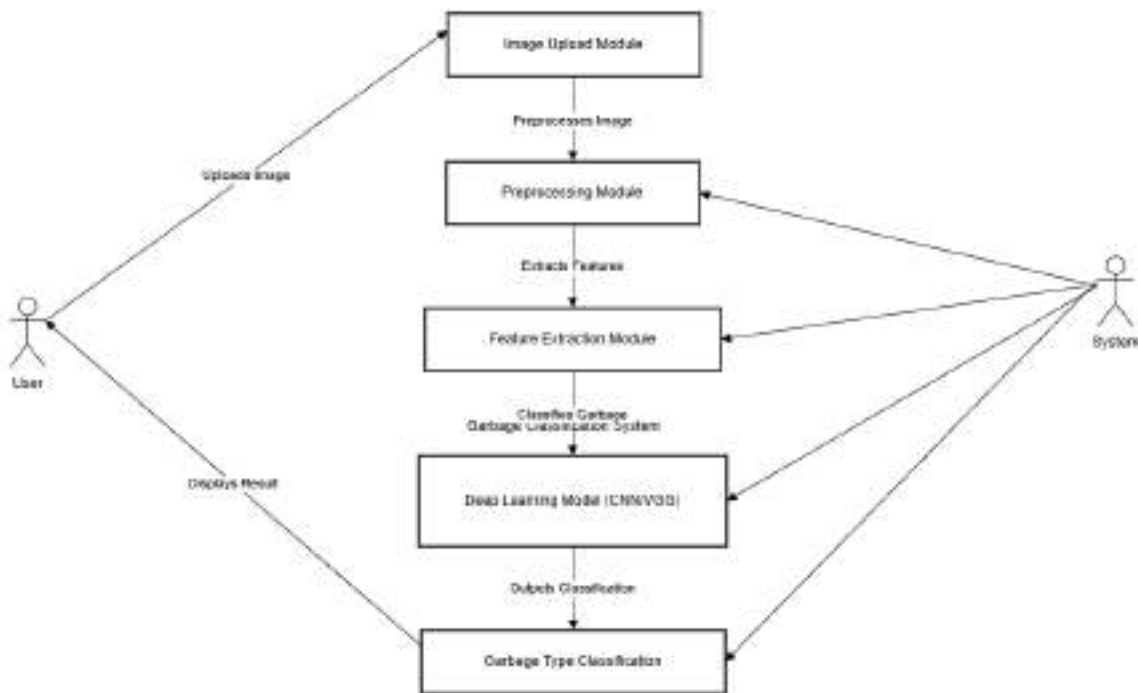 Image Upload Module
Preprocesses Image
Uploads Image
Preprocessing Module
Extracts Features
Feature Extraction Module
User
System
Classifies Garbage
Garbage Classification System
Displays Result
Deep Learning Model (CNN/VGG)
Outputs Classification
Garbage Type Classification